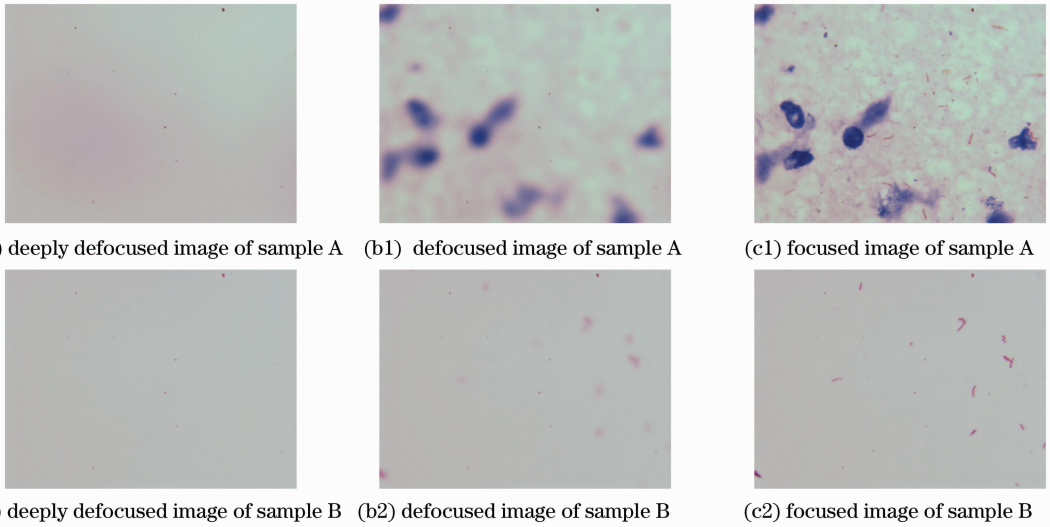 ) deeply defocused image of sample A (b1) defocused image of sample A (c1) focused image of sample A
) deeply defocused image of sample B (b2) defocused image of sample B (c2) focused image of sample B